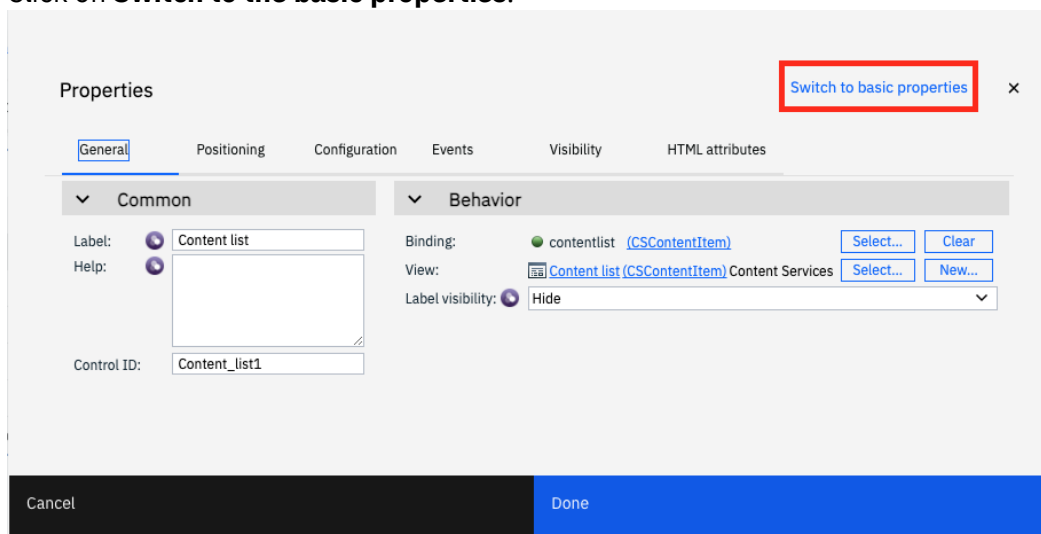 Click on Switch to the basic properties.
Properties
Switch to basic properties
General Positioning Configuration Events Visibility HTML attributes
Common
Behavior
Label: Content list
Binding: contentlist (CSContentItem) Select... Clear
Help:
View: Content list (CSContentItem) Content Services Select... New...
Label visibility: Hide
Control ID: Content_list1
Cancel Done